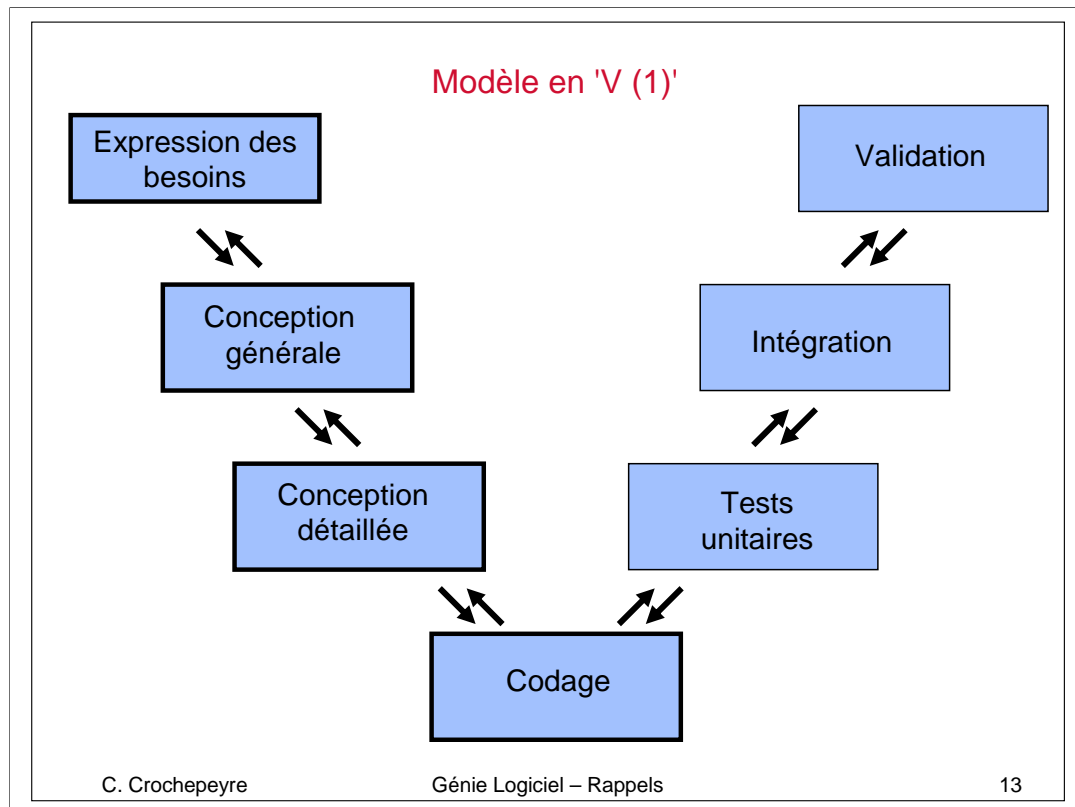 Modèle en 'V (1)'
Expression des
besoins
Validation
Conception
générale
Intégration
Conception
détaillée
Tests
unitaires
Codage
C. Crochepeyre
Génie Logiciel – Rappels
13